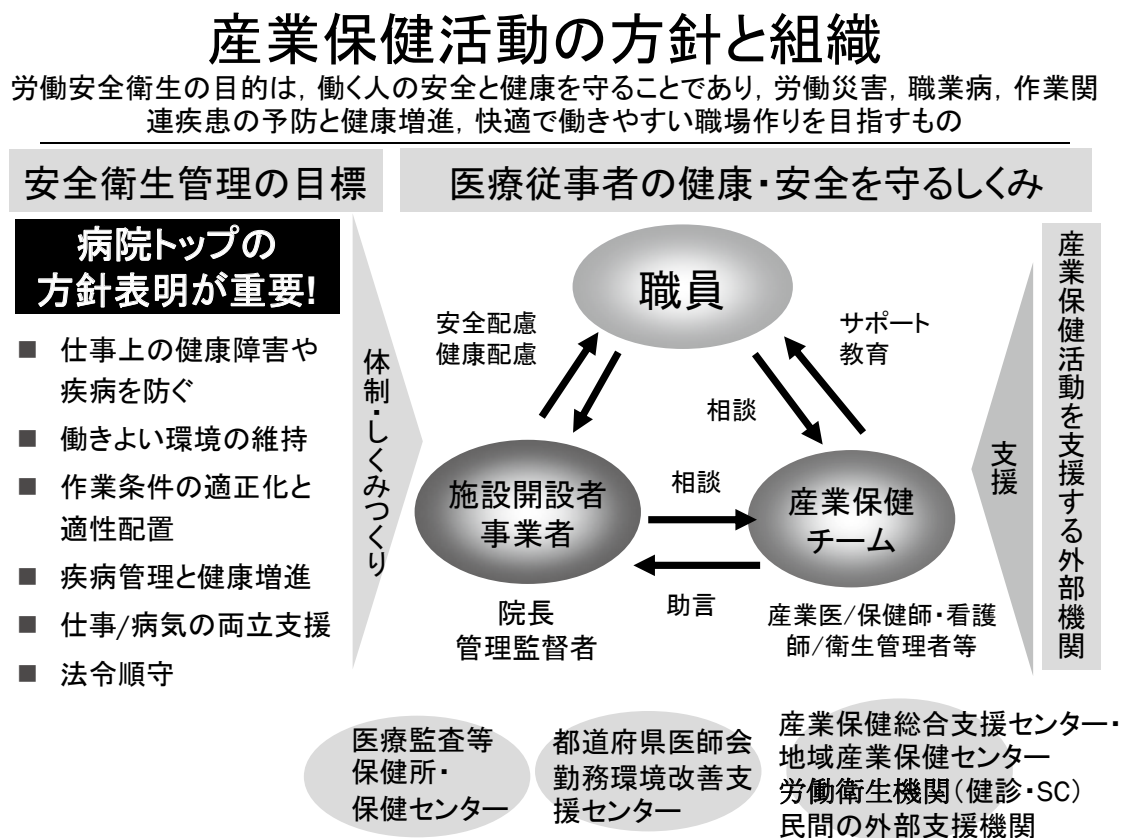 産業保健活動の方針と組織
労働安全衛生の目的は，働く人の安全と健康を守ることであり，労働災害，職業病，作業関
連疾患の予防と健康増進，快適で働きやすい職場作りを目指すもの
安全衛生管理の目標
医療従事者の健康・安全を守るしくみ
病院トップの
方針表明が重要!
■ 仕事上の健康障害や
疾病を防ぐ
■ 働きよい環境の維持
■ 作業条件の適正化と
適性配置
■ 疾病管理と健康増進
■ 仕事/病気の両立支援
■ 法令順守
体制・しくみつくり
職員
安全配慮
健康配慮
サポート
教育
相談
施設開設者
事業者
相談
産業保健
チーム
助言
院長
管理監督者
産業医/保健師・看護
師/衛生管理者等
支援
産業保健活動を支援する外部機関
医療監査等
保健所・
保健センター
都道府県医師会
勤務環境改善支
援センター
産業保健総合支援センター・
地域産業保健センター
労働衛生機関（健診・SC）
民間の外部支援機関